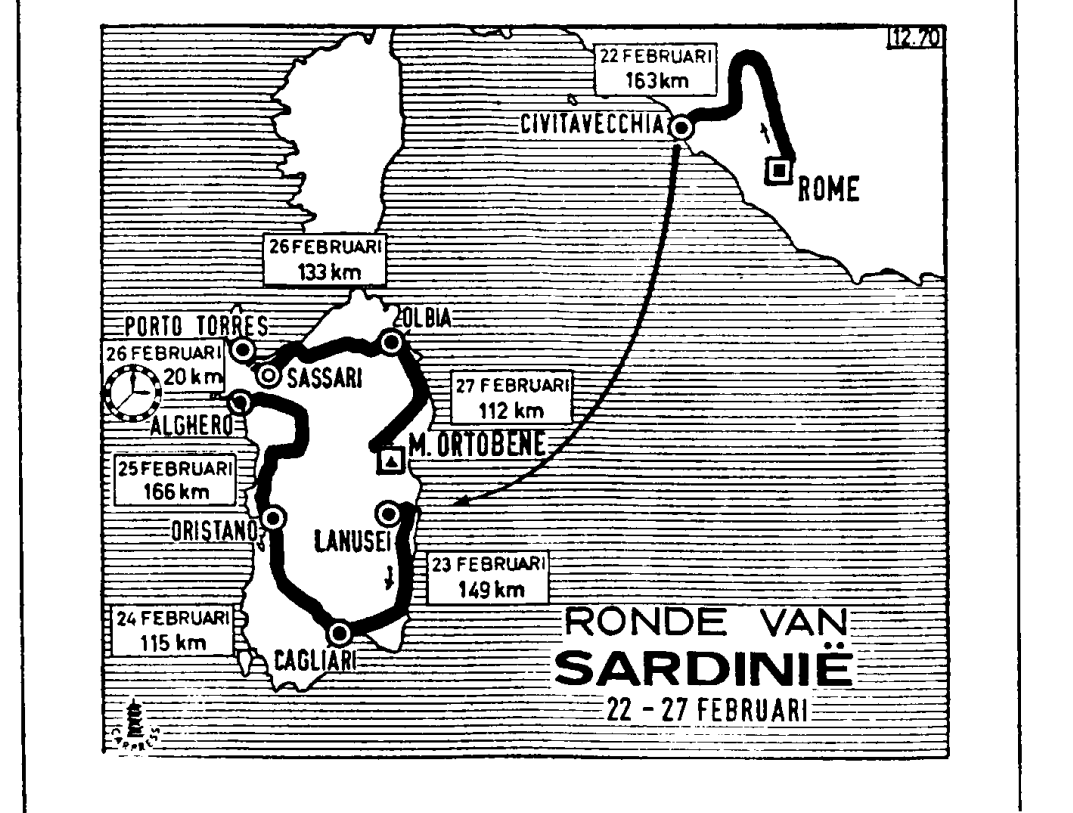 12.70
22 FEBRUARI
163 km
CIVITAVECCHIA
ROME
26 FEBRUARI
133 km
PORTO TORRES
OLBIA
26 FEBRUARI
20 km
SASSARI
27 FEBRUARI
112 km
ALGHERO
M. ORTOBENE
25 FEBRUARI
166 km
ORISTANO
LANUSEI
23 FEBRUARI
149 km
24 FEBRUARI
115 km
CAGLIARI
RONDE VAN
SARDINIË
22 - 27 FEBRUARI
CARPRESS